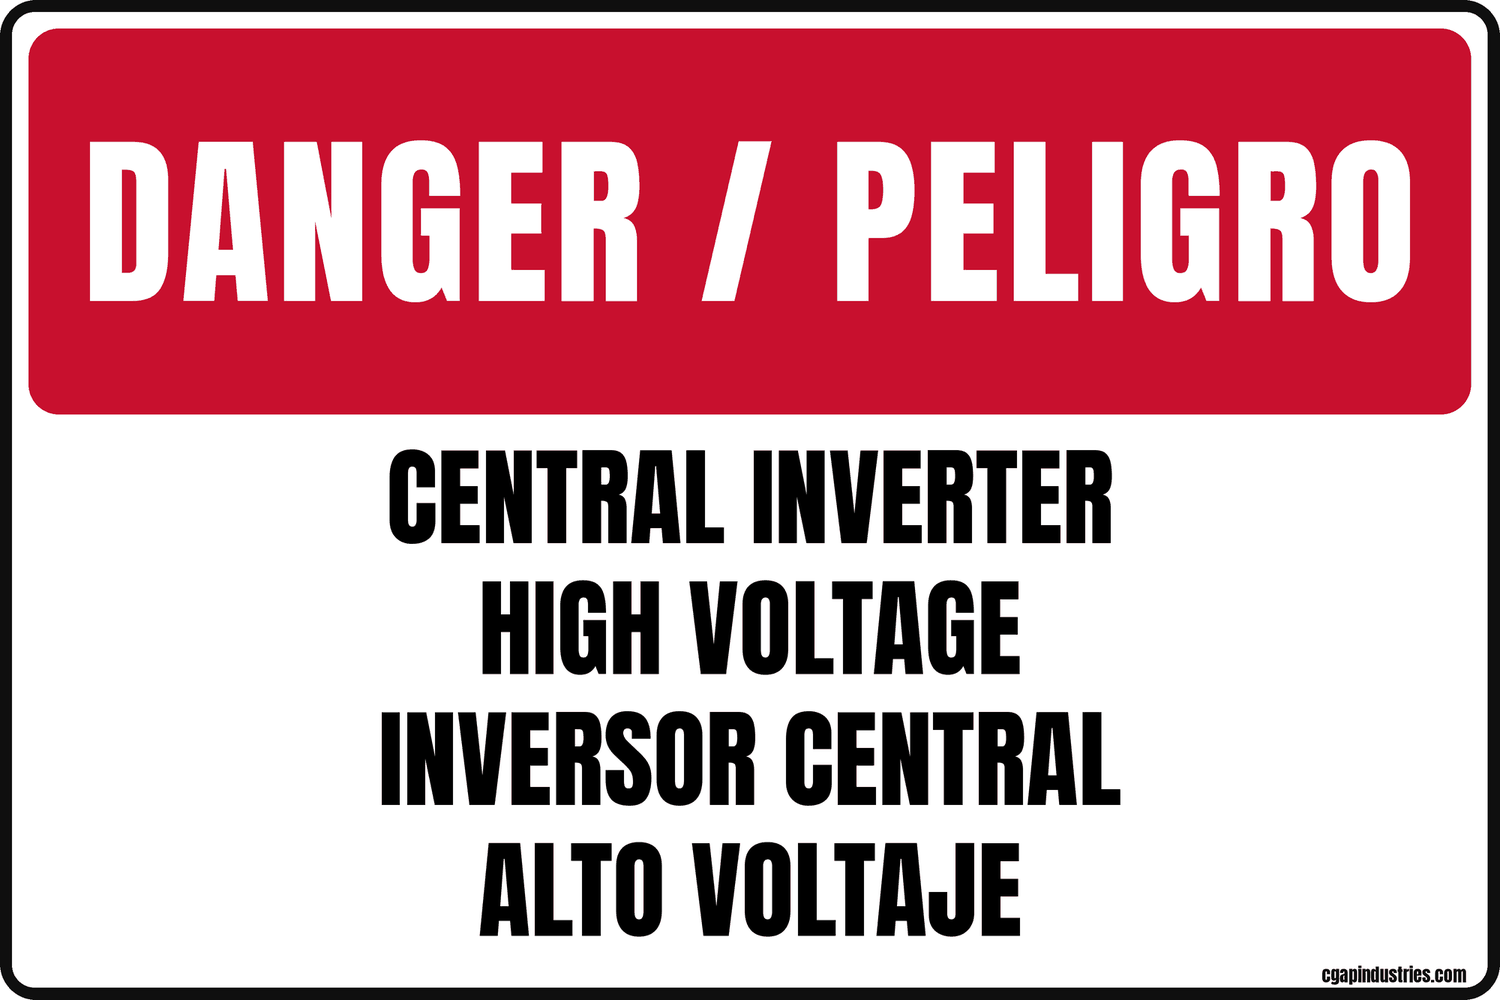 DANGER / PELIGRO
CENTRAL INVERTER
HIGH VOLTAGE
INVERSOR CENTRAL
ALTO VOLTAJE
cgapindustries.com